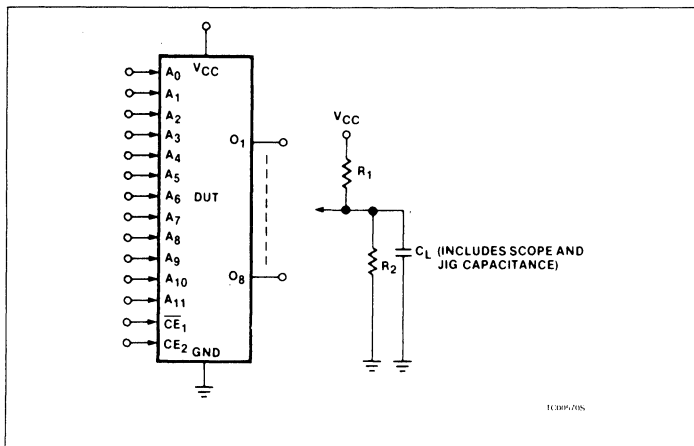 VCC
A0
A1
A2
A3
A4
A5
A6
A7
A8
A9
A10
A11
CE1
CE2
DUT
GND
O1
O8
VCC
R1
R2
CL (INCLUDES SCOPE AND
JIG CAPACITANCE)
TC00570S